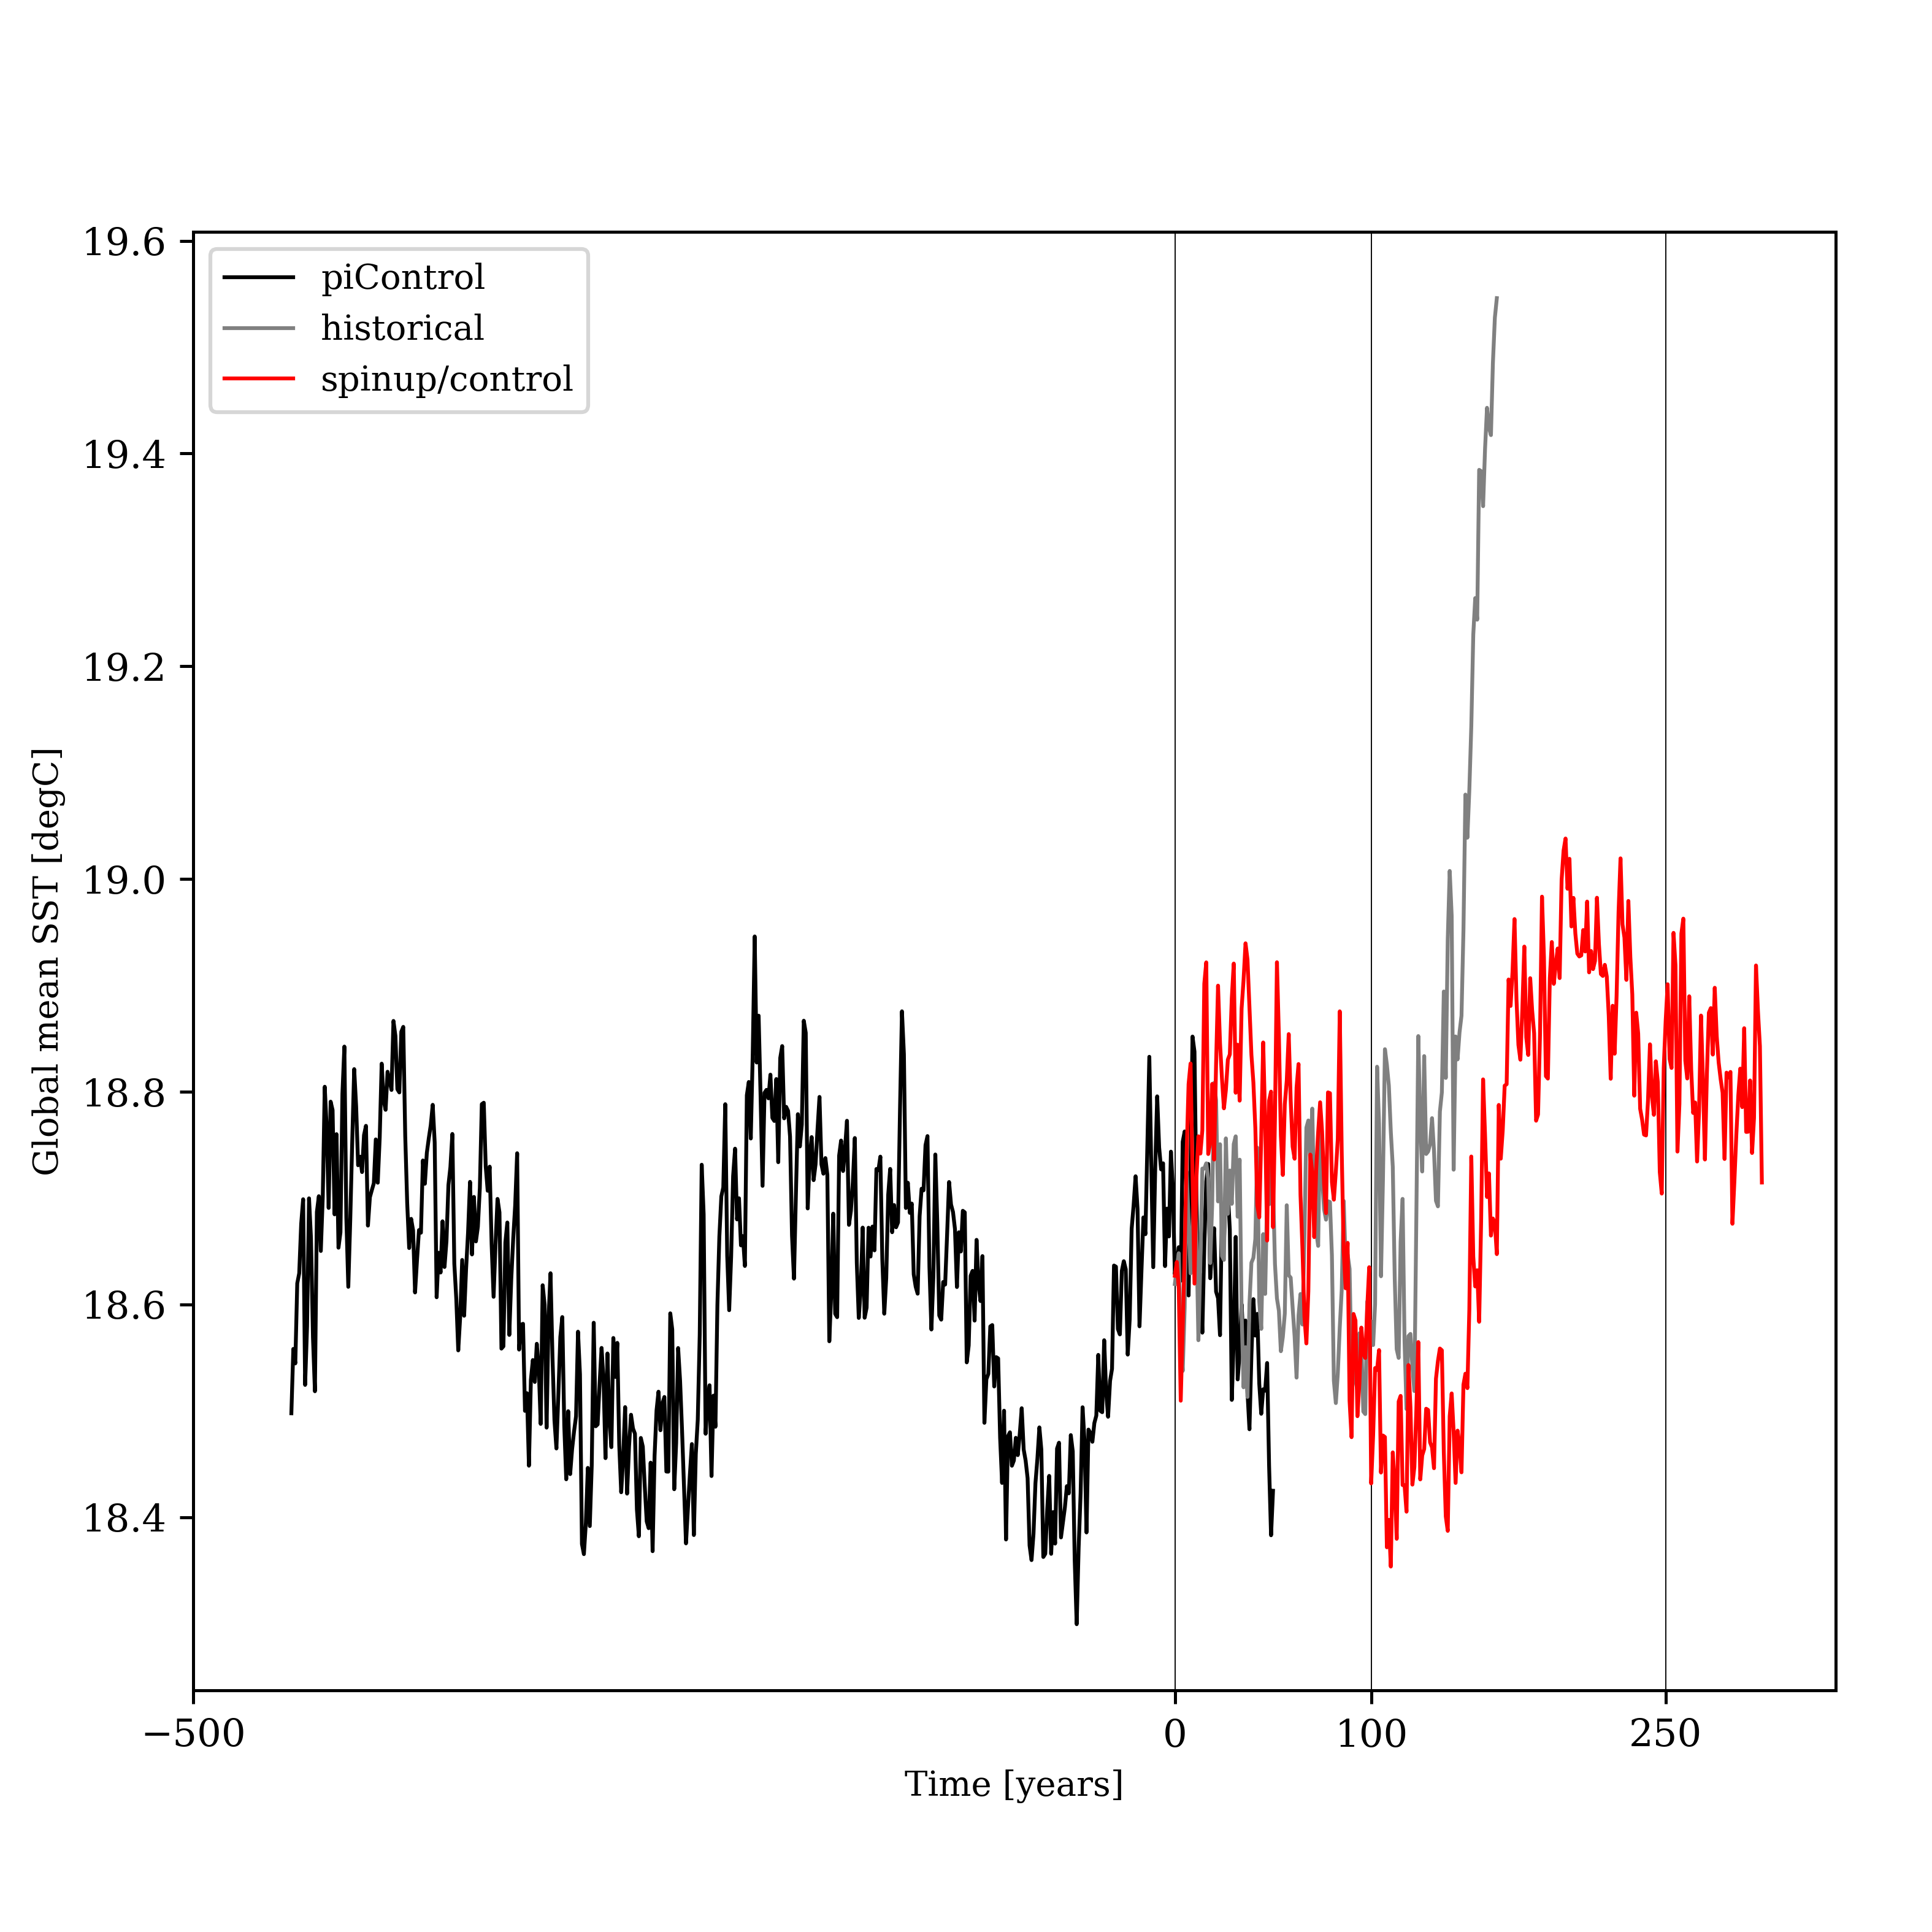 19.6
19.4
19.2
19.0
18.8
18.6
18.4
Global mean SST [degC]
piControl
historical
spinup/control
−500
0
100
250
Time [years]